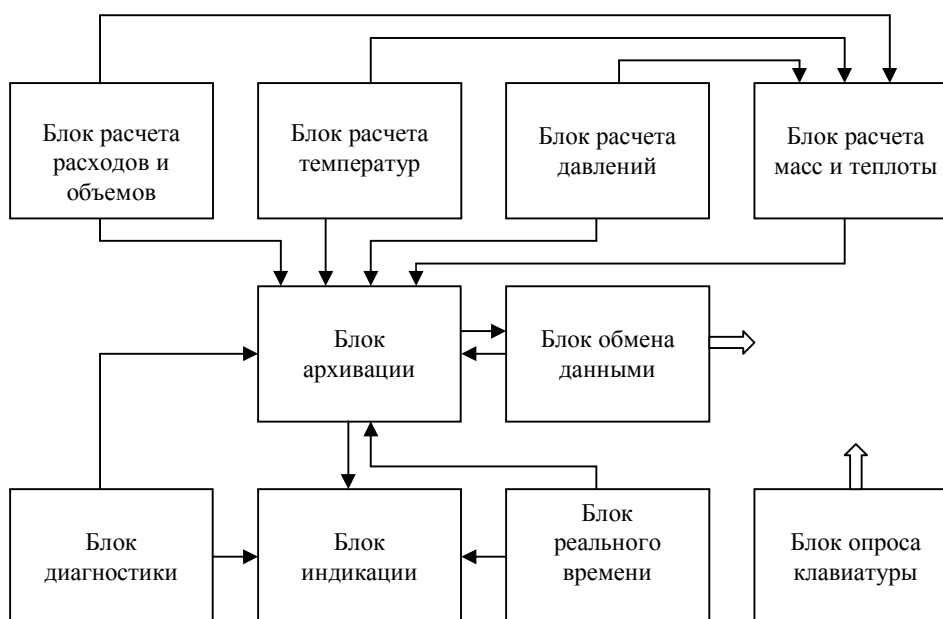 Блок расчета
расходов и
объемов
Блок расчета
температур
Блок расчета
давлений
Блок расчета
масс и теплоты
Блок
архивации
Блок обмена
данными
Блок
диагностики
Блок
индикации
Блок
реального
времени
Блок опроса
клавиатуры